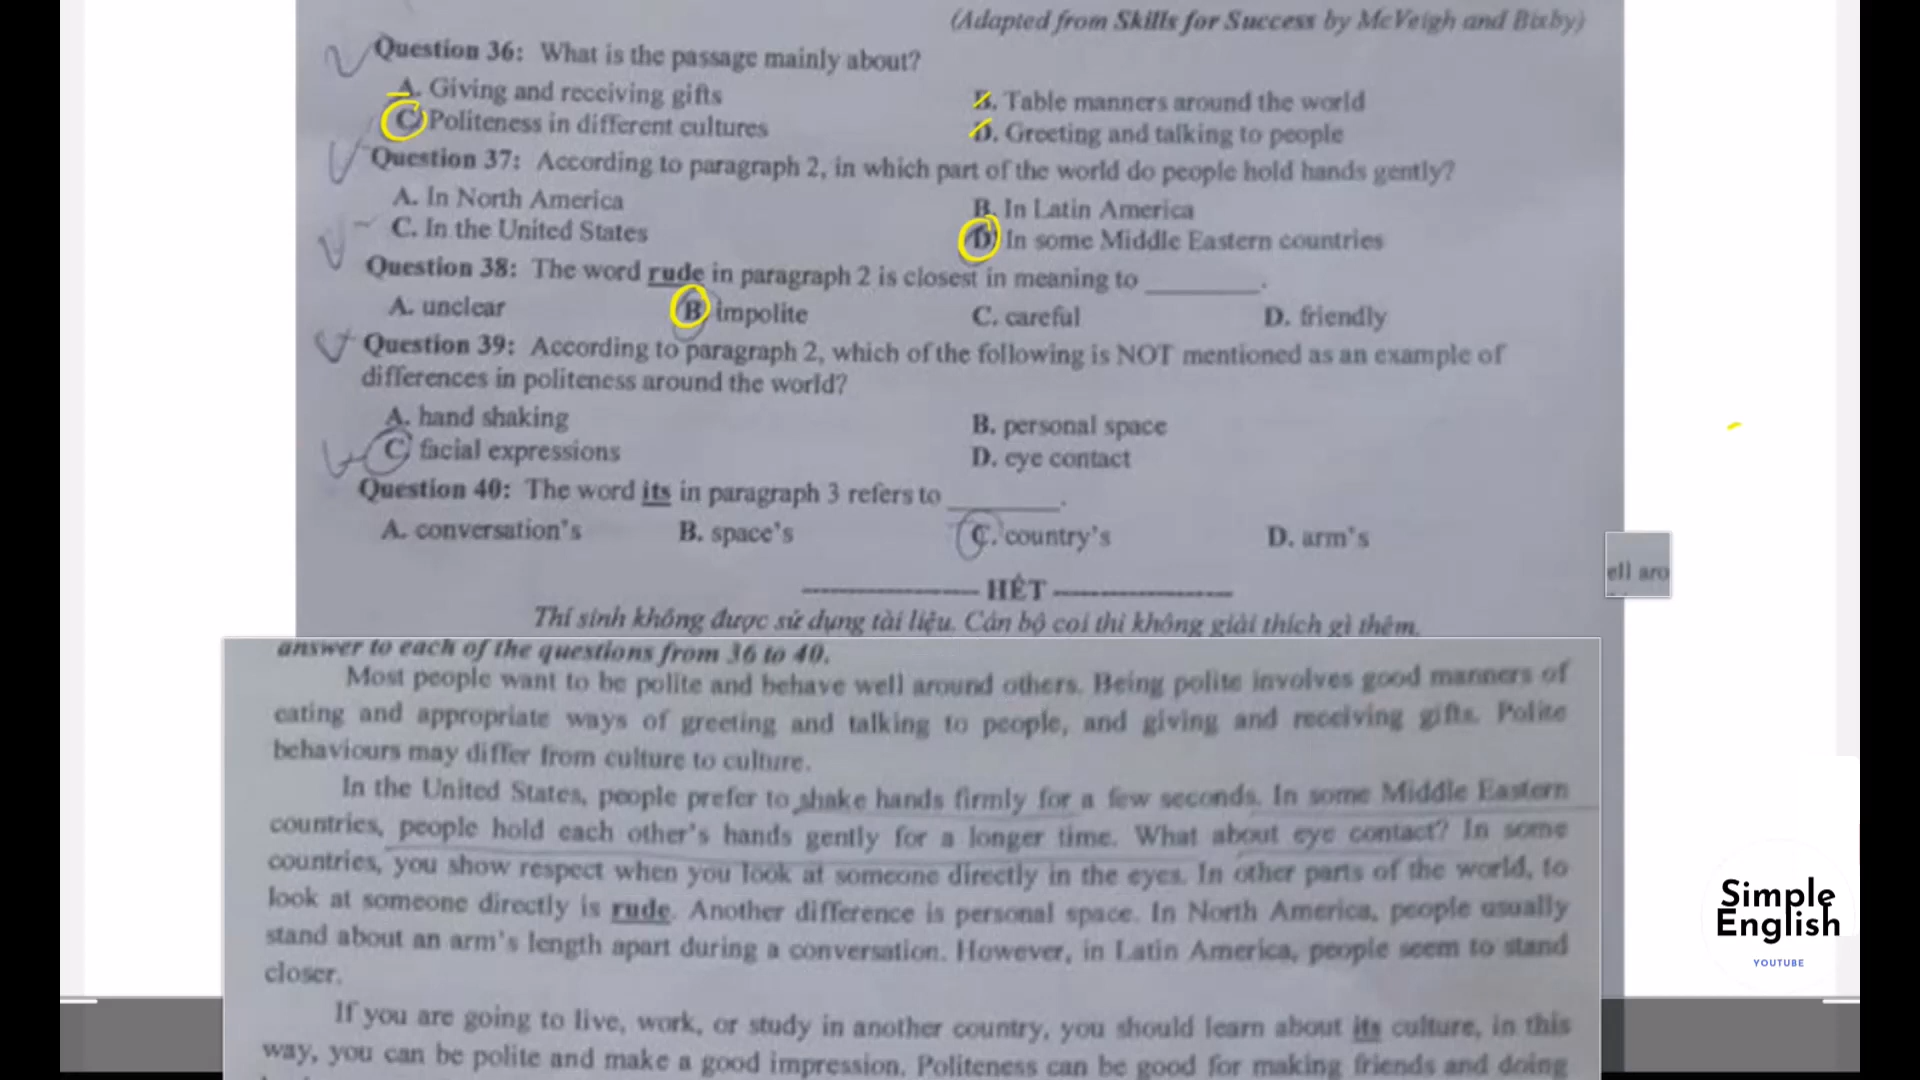 (Adapted from Skills for Success by McVeigh and Bixby)
Question 36: What is the passage mainly about?
A. Giving and receiving gifts
B. Table manners around the world
C. Politeness in different cultures
D. Greeting and talking to people
Question 37: According to paragraph 2, in which part of the world do people hold hands gently?
A. In North America
B. In Latin America
C. In the United States
D. In some Middle Eastern countries
Question 38: The word rude in paragraph 2 is closest in meaning to ________.
A. unclear
B. impolite
C. careful
D. friendly
Question 39: According to paragraph 2, which of the following is NOT mentioned as an example of
differences in politeness around the world?
A. hand shaking
B. personal space
C. facial expressions
D. eye contact
Question 40: The word its in paragraph 3 refers to ________.
A. conversation's
B. space's
C. country's
D. arm's
ell aro
---------------- HẾT ----------------
Thí sinh không được sử dụng tài liệu. Cán bộ coi thi không giải thích gì thêm.
answer to each of the questions from 36 to 40.
Most people want to be polite and behave well around others. Being polite involves good manners of
eating and appropriate ways of greeting and talking to people, and giving and receiving gifts. Polite
behaviours may differ from culture to culture.
In the United States, people prefer to shake hands firmly for a few seconds. In some Middle Eastern
countries, people hold each other's hands gently for a longer time. What about eye contact? In some
countries, you show respect when you look at someone directly in the eyes. In other parts of the world, to
look at someone directly is rude. Another difference is personal space. In North America, people usually
stand about an arm's length apart during a conversation. However, in Latin America, people seem to stand
closer.
If you are going to live, work, or study in another country, you should learn about its culture, in this
way, you can be polite and make a good impression. Politeness can be good for making friends and doing
Simple
English
YOUTUBE